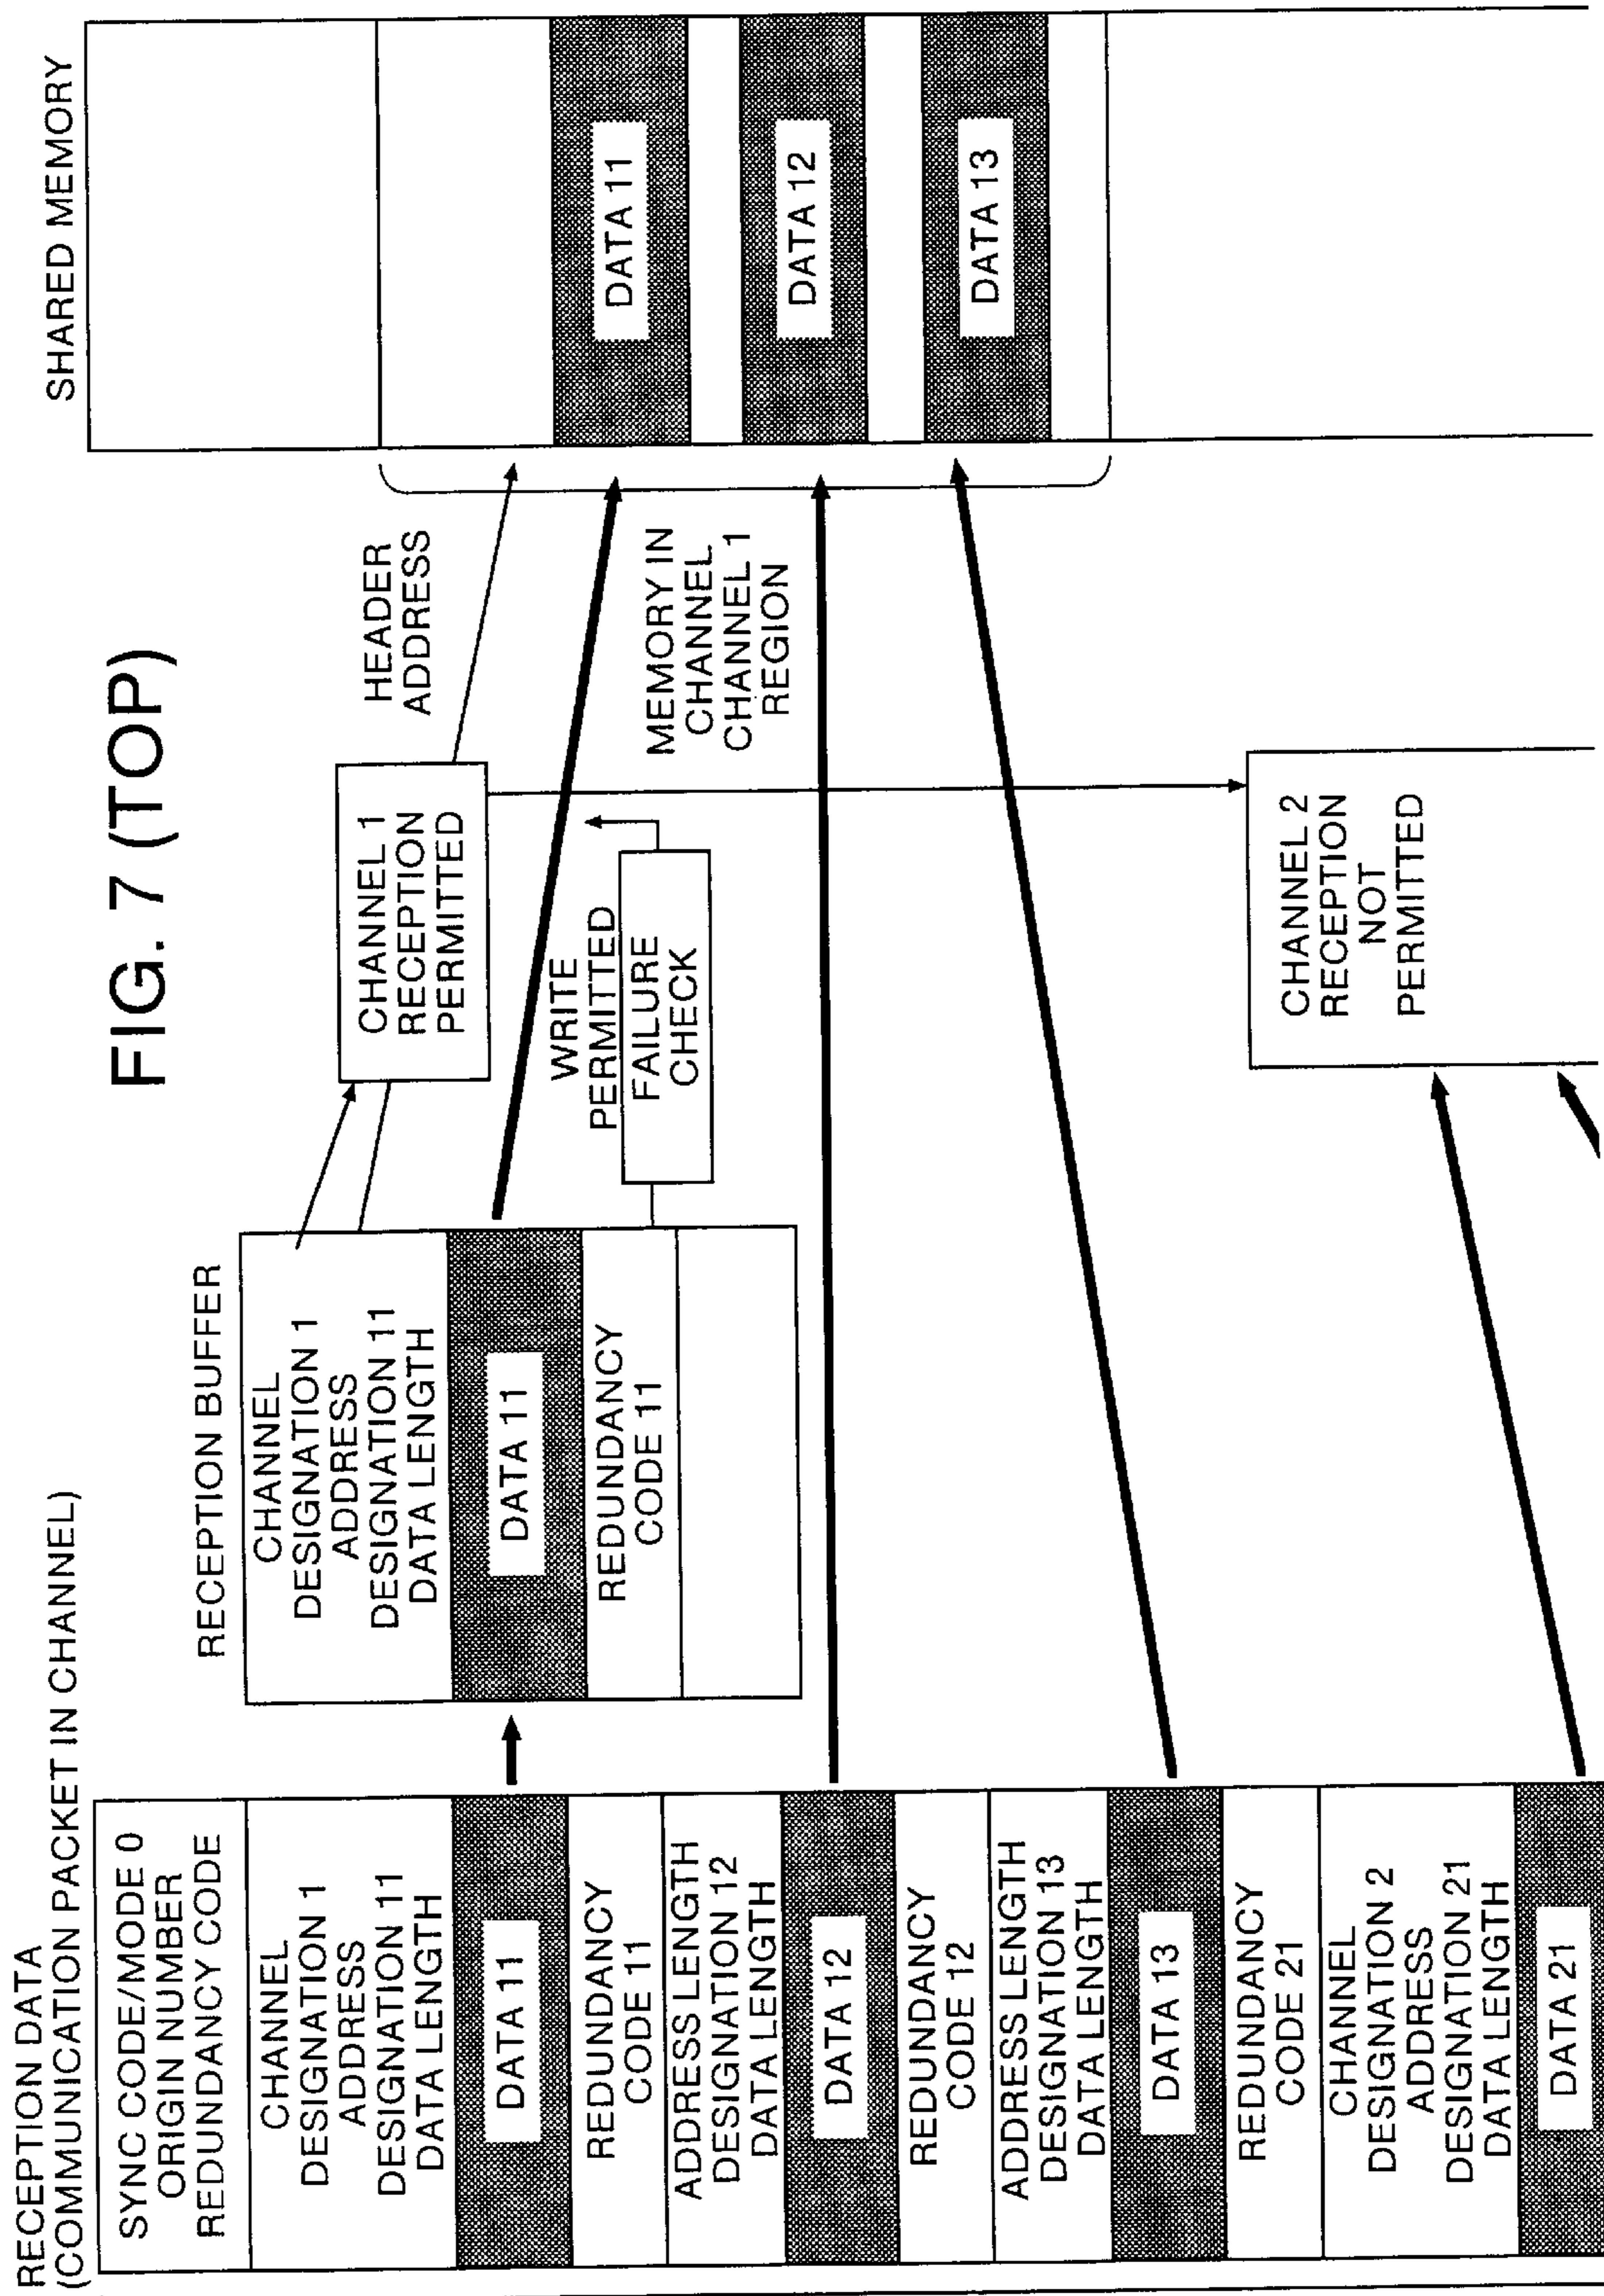 FIG. 7 (TOP)
RECEPTION DATA
(COMMUNICATION PACKET IN CHANNEL)
SYNC CODE/MODE 0
ORIGIN NUMBER
REDUNDANCY CODE
CHANNEL
DESIGNATION 1
ADDRESS
DESIGNATION 11
DATA LENGTH
DATA 11
REDUNDANCY
CODE 11
ADDRESS LENGTH
DESIGNATION 12
DATA LENGTH
DATA 12
REDUNDANCY
CODE 12
ADDRESS LENGTH
DESIGNATION 13
DATA LENGTH
DATA 13
REDUNDANCY
CODE 21
CHANNEL
DESIGNATION 2
ADDRESS
DESIGNATION 21
DATA LENGTH
DATA 21
RECEPTION BUFFER
CHANNEL
DESIGNATION 1
ADDRESS
DESIGNATION 11
DATA LENGTH
DATA 11
REDUNDANCY
CODE 11
CHANNEL 1
RECEPTION
PERMITTED
WRITE
PERMITTED
FAILURE
CHECK
CHANNEL 2
RECEPTION
NOT
PERMITTED
HEADER
ADDRESS
MEMORY IN
CHANNEL
CHANNEL 1
REGION
SHARED MEMORY
DATA 11
DATA 12
DATA 13